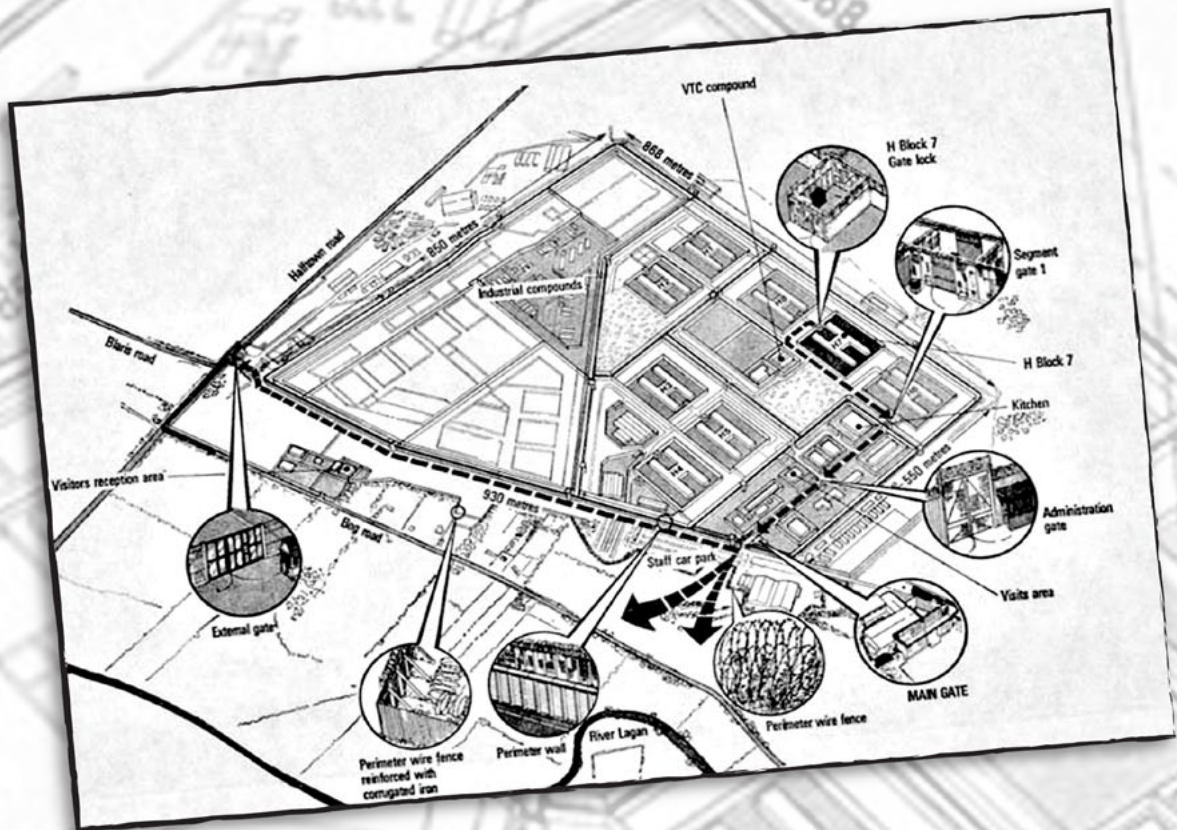 VTC compound
H Block 7
Gate lock
868 metres
Segment
gate 1
850 metres
Industrial compounds
Halftown road
Blaris road
H Block 7
Kitchen
Visitors reception area
930 metres
550 metres
Bog road
Administration
gate
Staff car park
Visits area
External gate
MAIN GATE
Perimeter wire fence
Perimeter wall
River Lagan
Perimeter wire fence
reinforced with
corrugated iron